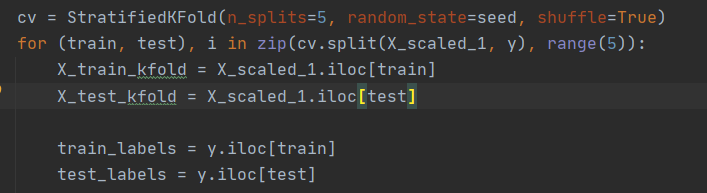 cv = StratifiedKFold(n_splits=5, random_state=seed, shuffle=True)
for (train, test), i in zip(cv.split(X_scaled_1, y), range(5)):
    X_train_kfold = X_scaled_1.iloc[train]
    X_test_kfold = X_scaled_1.iloc[test]

    train_labels = y.iloc[train]
    test_labels = y.iloc[test]